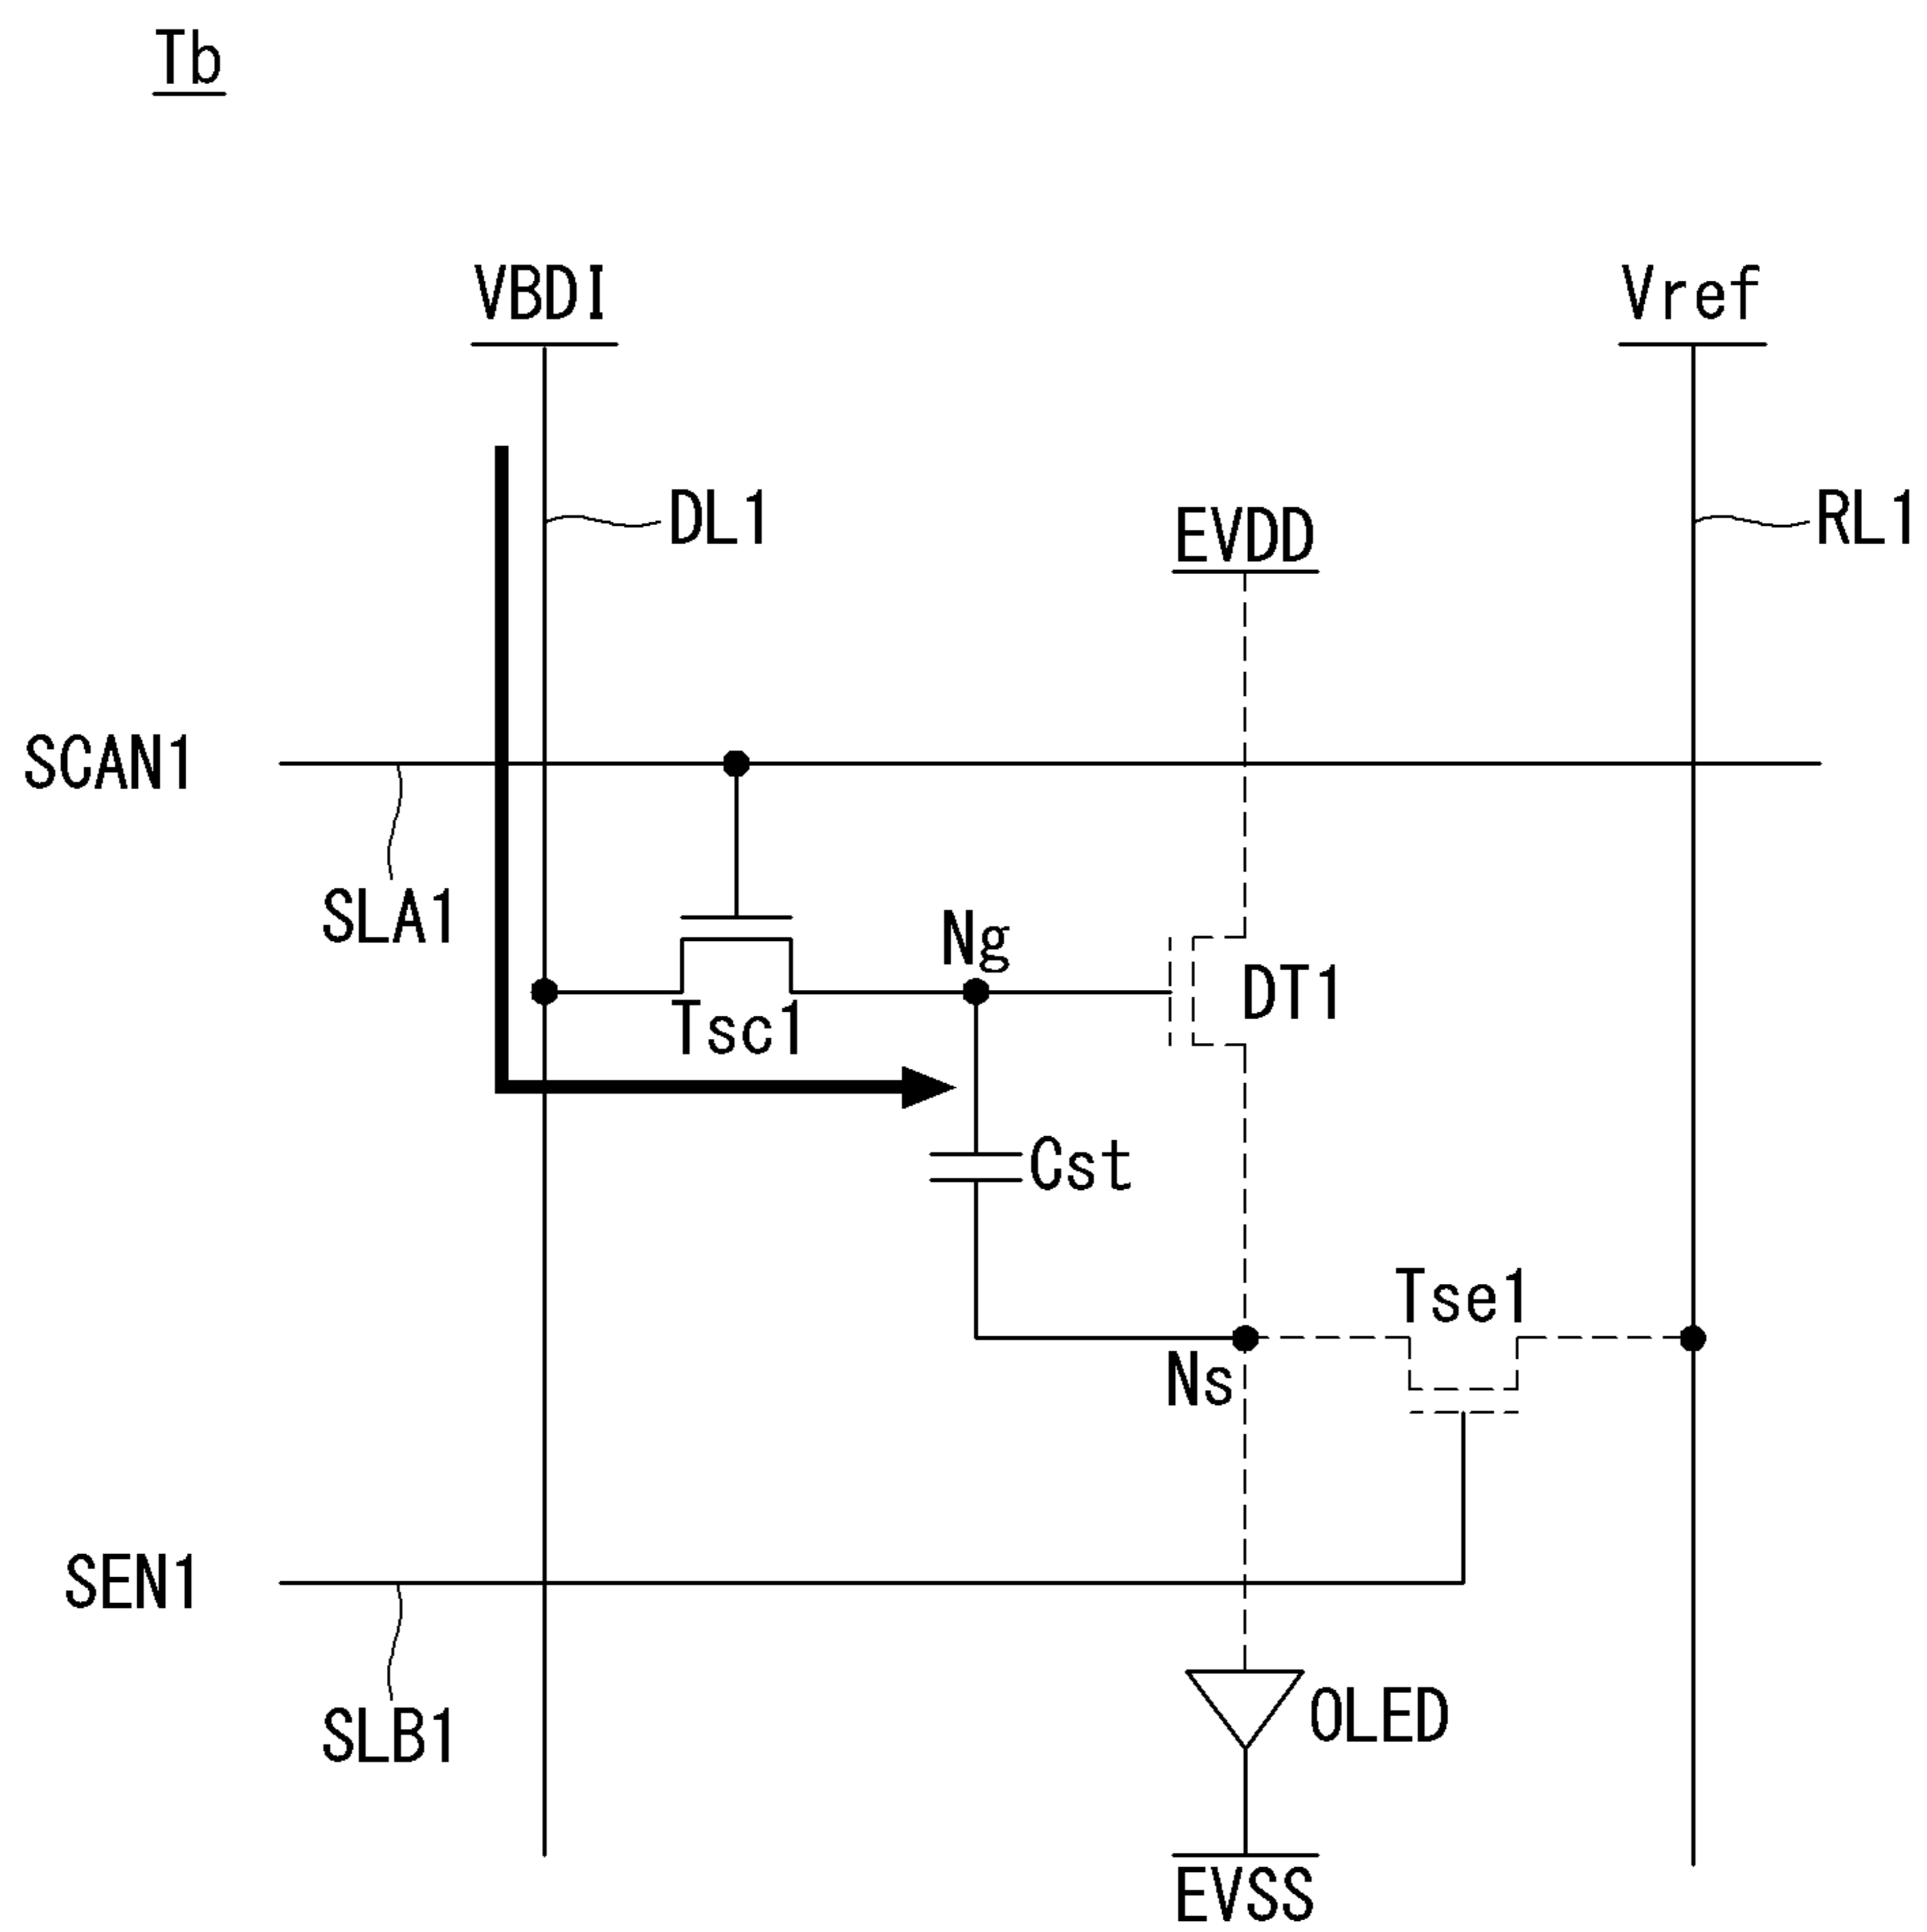 Tb
VBDI
Vref
DL1
RL1
EVDD
SCAN1
SLA1
Ng
DT1
Tsc1
Cst
Tse1
Ns
SEN1
SLB1
OLED
EVSS